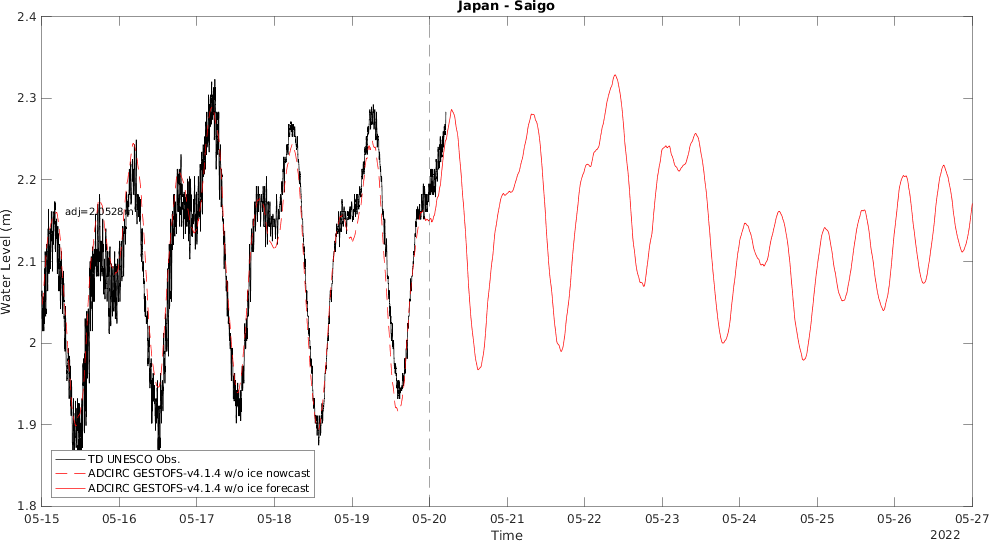 Japan - Saigo
2.4
2.3
2.2
2.1
2
1.9
1.8
Water Level (m)
adj=2.0528m
TD UNESCO Obs.
ADCIRC GESTOFS-v4.1.4 w/o ice nowcast
ADCIRC GESTOFS-v4.1.4 w/o ice forecast
05-15 05-16 05-17 05-18 05-19 05-20 05-21 05-22 05-23 05-24 05-25 05-26 05-27
Time
2022